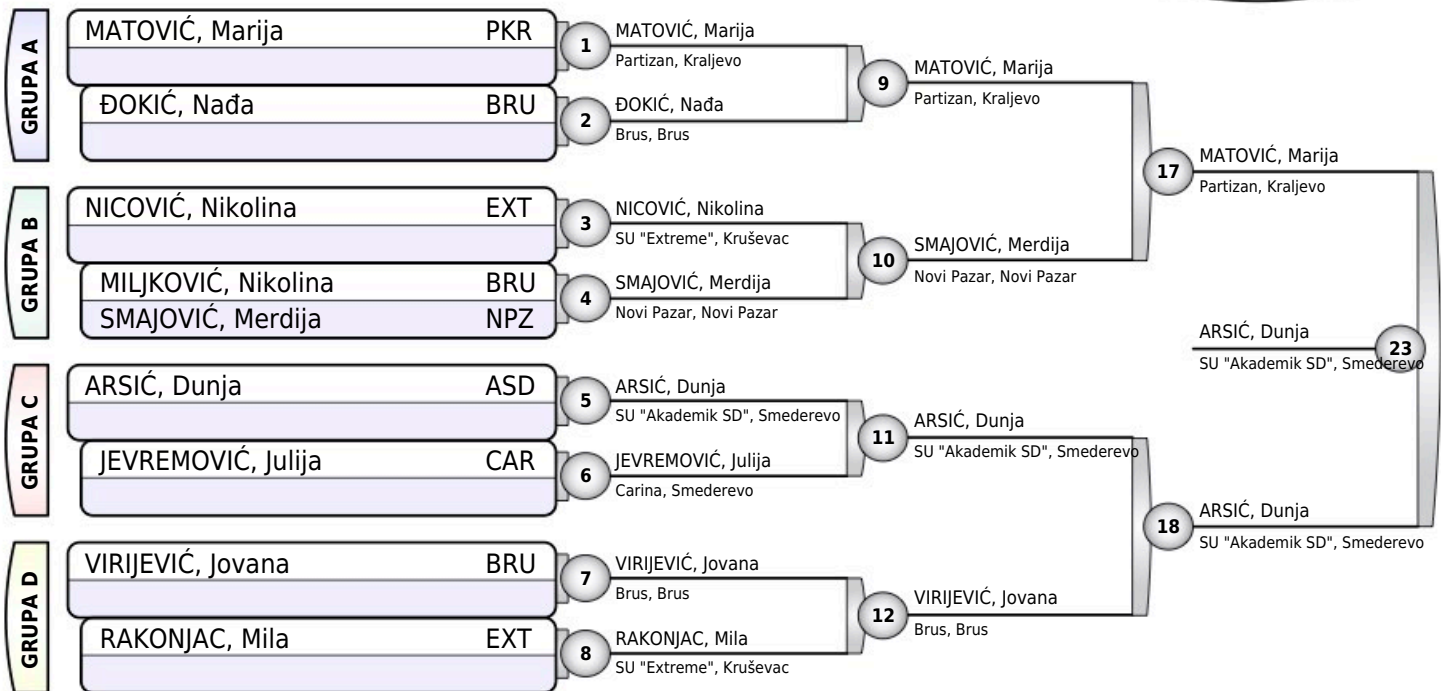 GRUPA A
MATOVIĆ, Marija PKR
ĐOKIĆ, Nađa BRU
GRUPA B
NICOVIĆ, Nikolina EXT
MILJKOVIĆ, Nikolina BRU
SMAJOVIĆ, Merdija NPZ
GRUPA C
ARSIĆ, Dunja ASD
JEVREMOVIĆ, Julija CAR
GRUPA D
VIRIJEVIĆ, Jovana BRU
RAKONJAC, Mila EXT
1
MATOVIĆ, Marija
Partizan, Kraljevo
2
ĐOKIĆ, Nađa
Brus, Brus
3
NICOVIĆ, Nikolina
SU "Extreme", Kruševac
4
SMAJOVIĆ, Merdija
Novi Pazar, Novi Pazar
5
ARSIĆ, Dunja
SU "Akademik SD", Smederevo
6
JEVREMOVIĆ, Julija
Carina, Smederevo
7
VIRIJEVIĆ, Jovana
Brus, Brus
8
RAKONJAC, Mila
SU "Extreme", Kruševac
9
MATOVIĆ, Marija
Partizan, Kraljevo
10
SMAJOVIĆ, Merdija
Novi Pazar, Novi Pazar
11
ARSIĆ, Dunja
SU "Akademik SD", Smederevo
12
VIRIJEVIĆ, Jovana
Brus, Brus
17
MATOVIĆ, Marija
Partizan, Kraljevo
18
ARSIĆ, Dunja
SU "Akademik SD", Smederevo
23
ARSIĆ, Dunja
SU "Akademik SD", Smederevo